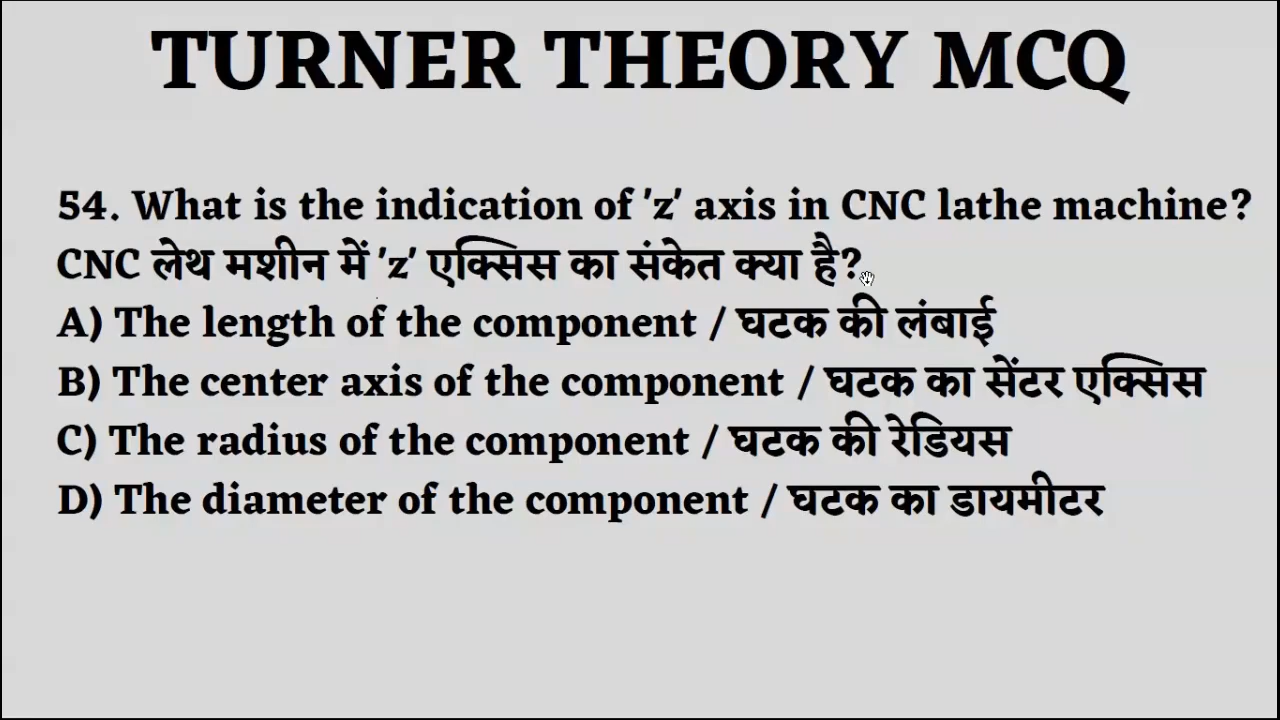 TURNER THEORY MCQ
54. What is the indication of 'z' axis in CNC lathe machine?
CNC लेथ मशीन में 'z' एक्सिस का संकेत क्या है?
A) The length of the component / घटक की लंबाई
B) The center axis of the component / घटक का सेंटर एक्सिस
C) The radius of the component / घटक की रेडियस
D) The diameter of the component / घटक का डायमीटर